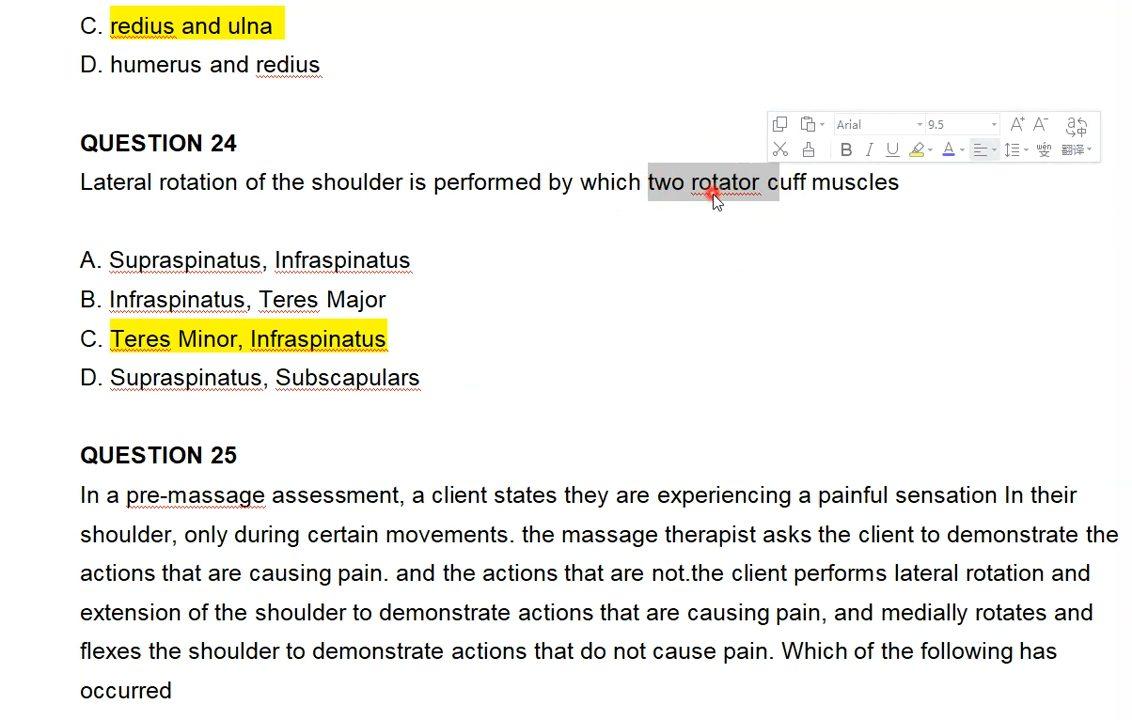 C. redius and ulna
D. humerus and redius
QUESTION 24
Arial 9.5 A+ A-
B I U A wén 变 翻译
Lateral rotation of the shoulder is performed by which two rotator cuff muscles
A. Supraspinatus, Infraspinatus
B. Infraspinatus, Teres Major
C. Teres Minor, Infraspinatus
D. Supraspinatus, Subscapulars
QUESTION 25
In a pre-massage assessment, a client states they are experiencing a painful sensation In their
shoulder, only during certain movements. the massage therapist asks the client to demonstrate the
actions that are causing pain. and the actions that are not.the client performs lateral rotation and
extension of the shoulder to demonstrate actions that are causing pain, and medially rotates and
flexes the shoulder to demonstrate actions that do not cause pain. Which of the following has
occurred